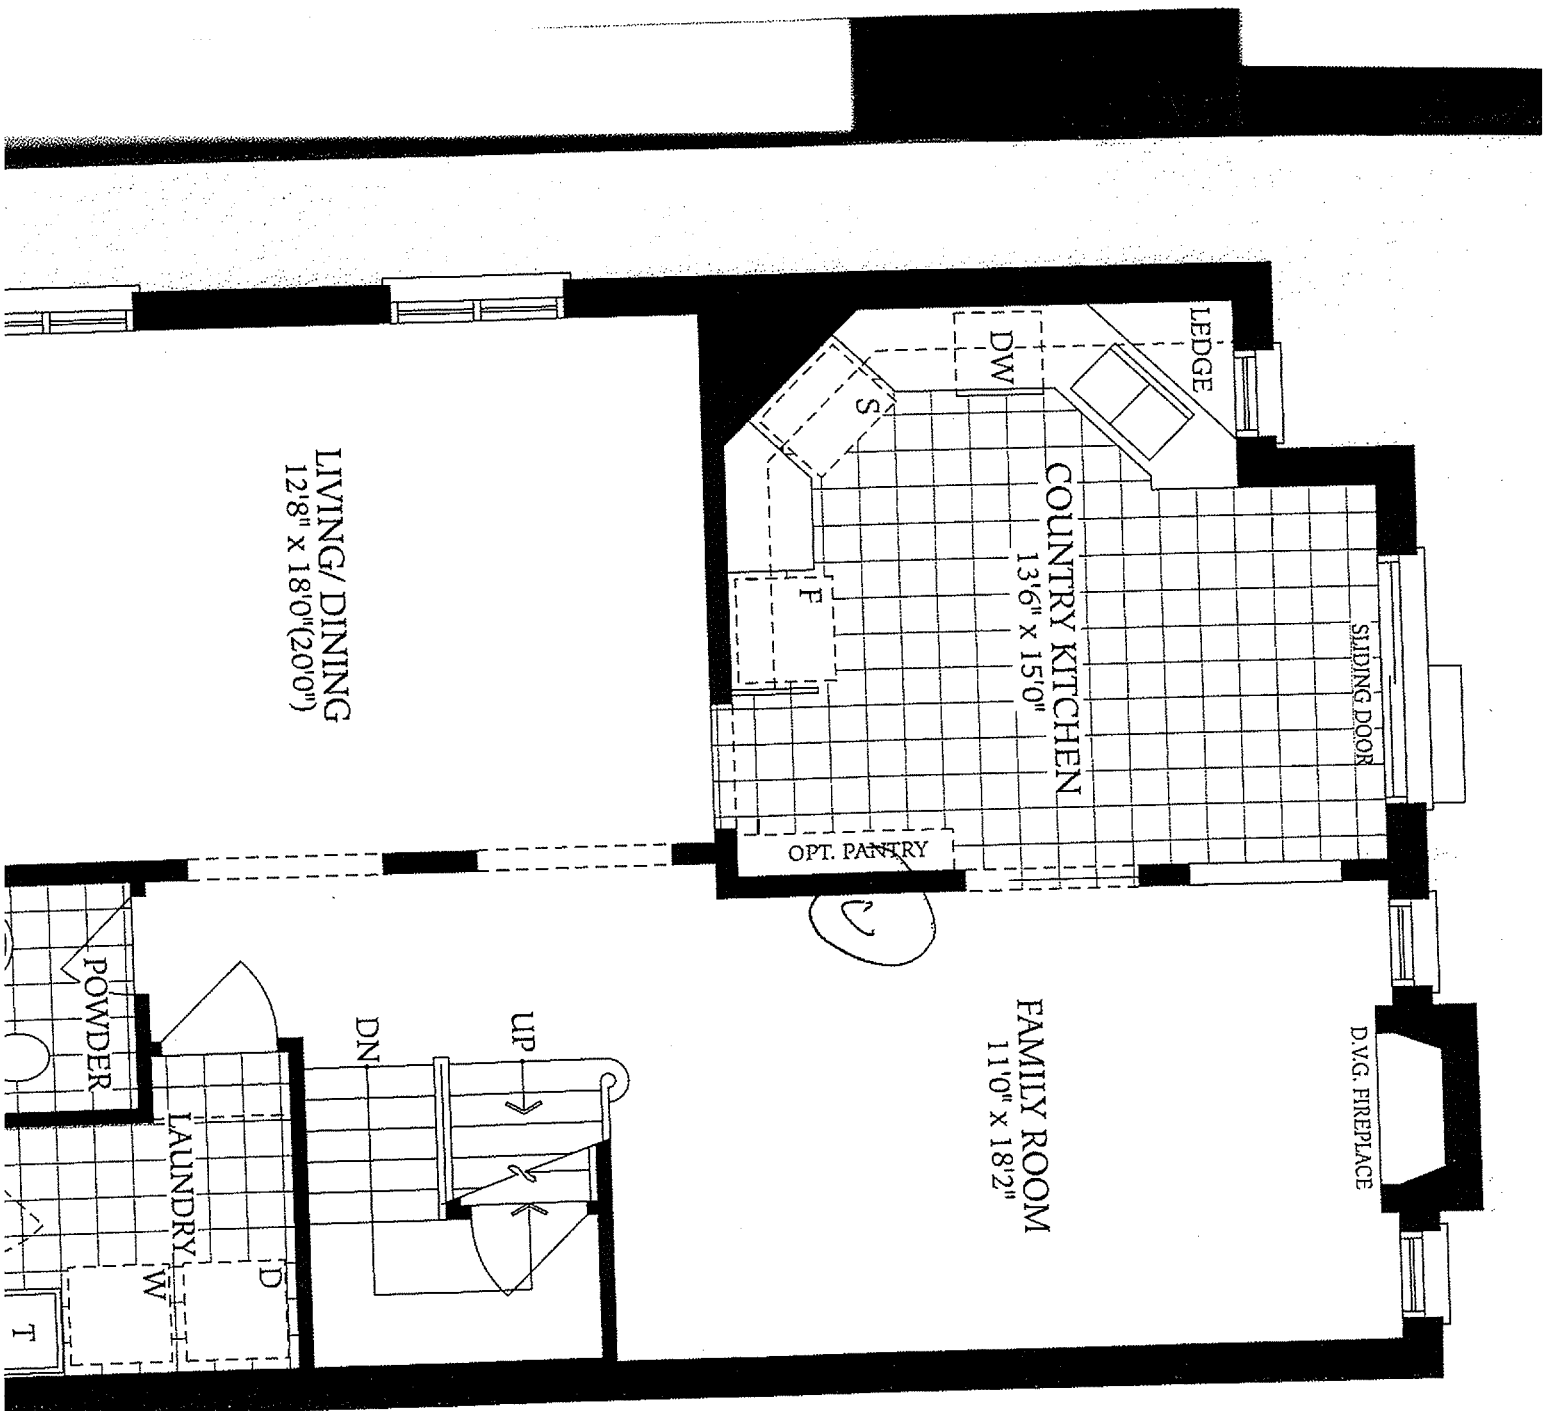 LEDGE
DW
S
COUNTRY KITCHEN
13'6" x 15'0"
F
SLIDING DOOR
LIVING/DINING
12'8" x 18'0"(20'0")
OPT. PANTRY
C
FAMILY ROOM
11'0" x 18'2"
D.V.G. FIREPLACE
UP
DN
POWDER
LAUNDRY
D
W
T